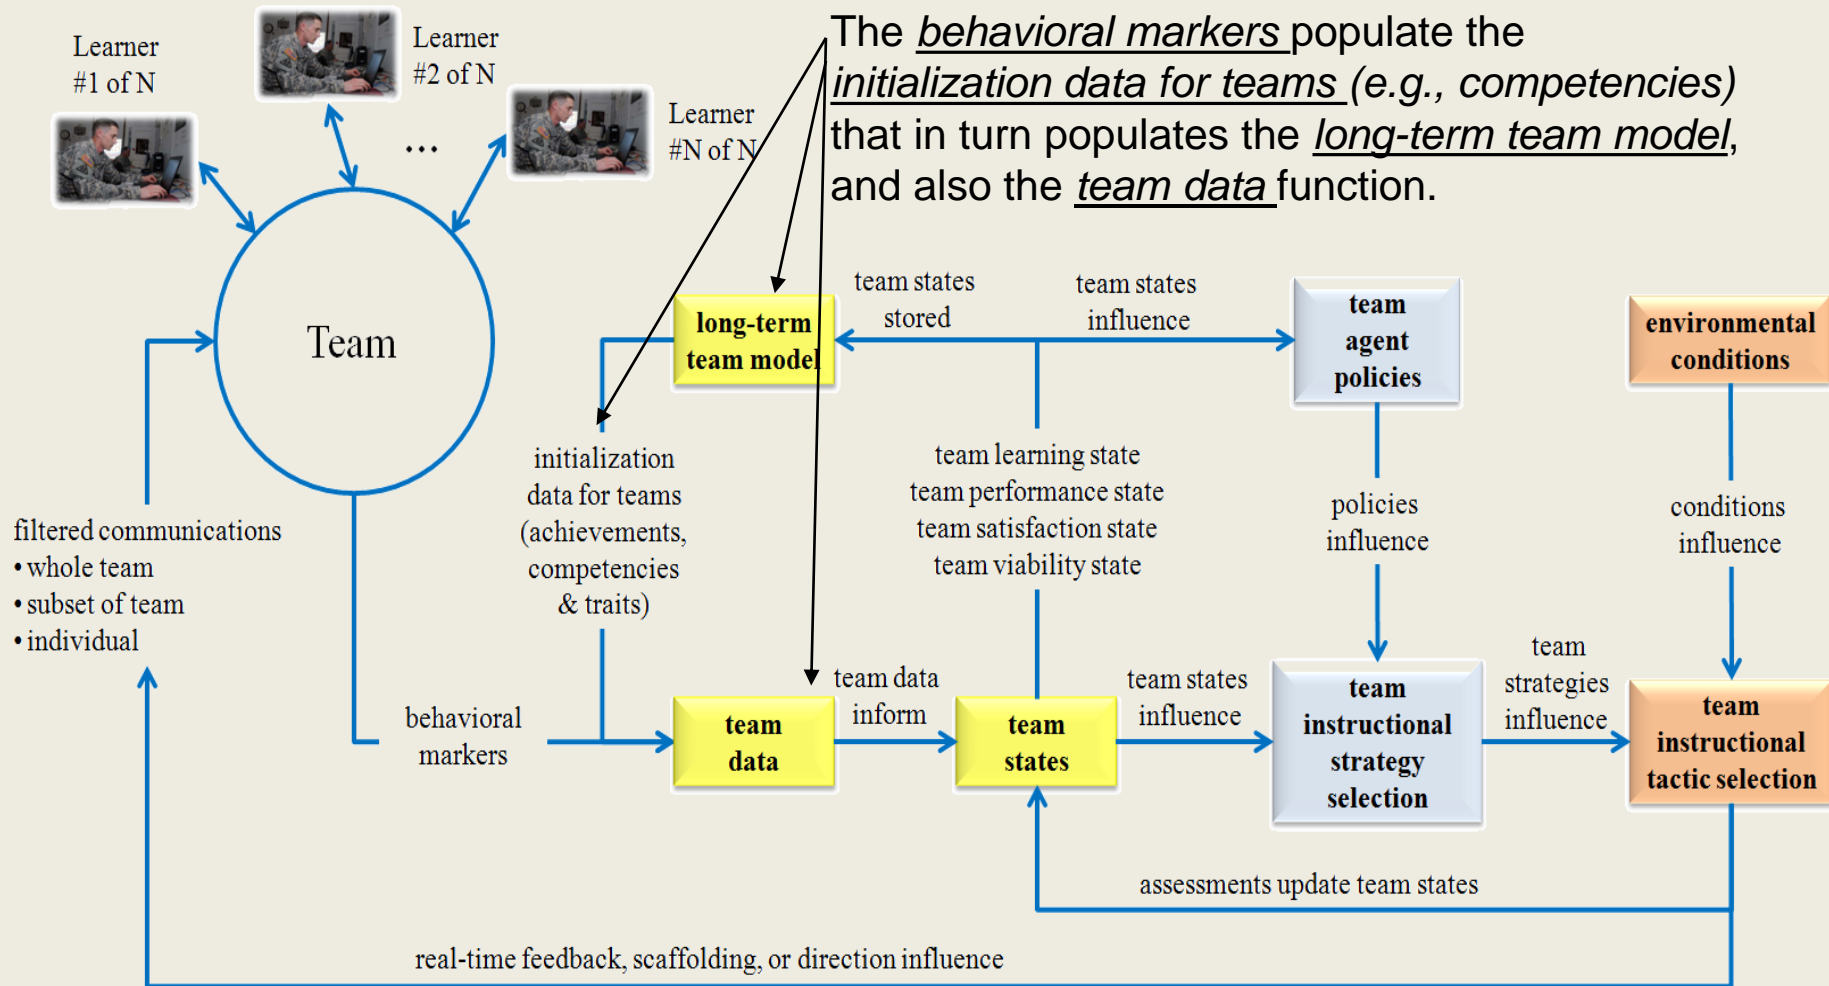 Learner
#1 of N
Learner
#2 of N
...
Learner
#N of N
The behavioral markers populate the
initialization data for teams (e.g., competencies)
that in turn populates the long-term team model,
and also the team data function.
Team
long-term
team model
team states
stored
team states
influence
team
agent
policies
environmental
conditions
initialization
data for teams
(achievements,
competencies
& traits)
team learning state
team performance state
team satisfaction state
team viability state
policies
influence
conditions
influence
filtered communications
• whole team
• subset of team
• individual
behavioral
markers
team
data
team data
inform
team
states
team states
influence
team
instructional
strategy
selection
team
strategies
influence
team
instructional
tactic selection
assessments update team states
real-time feedback, scaffolding, or direction influence